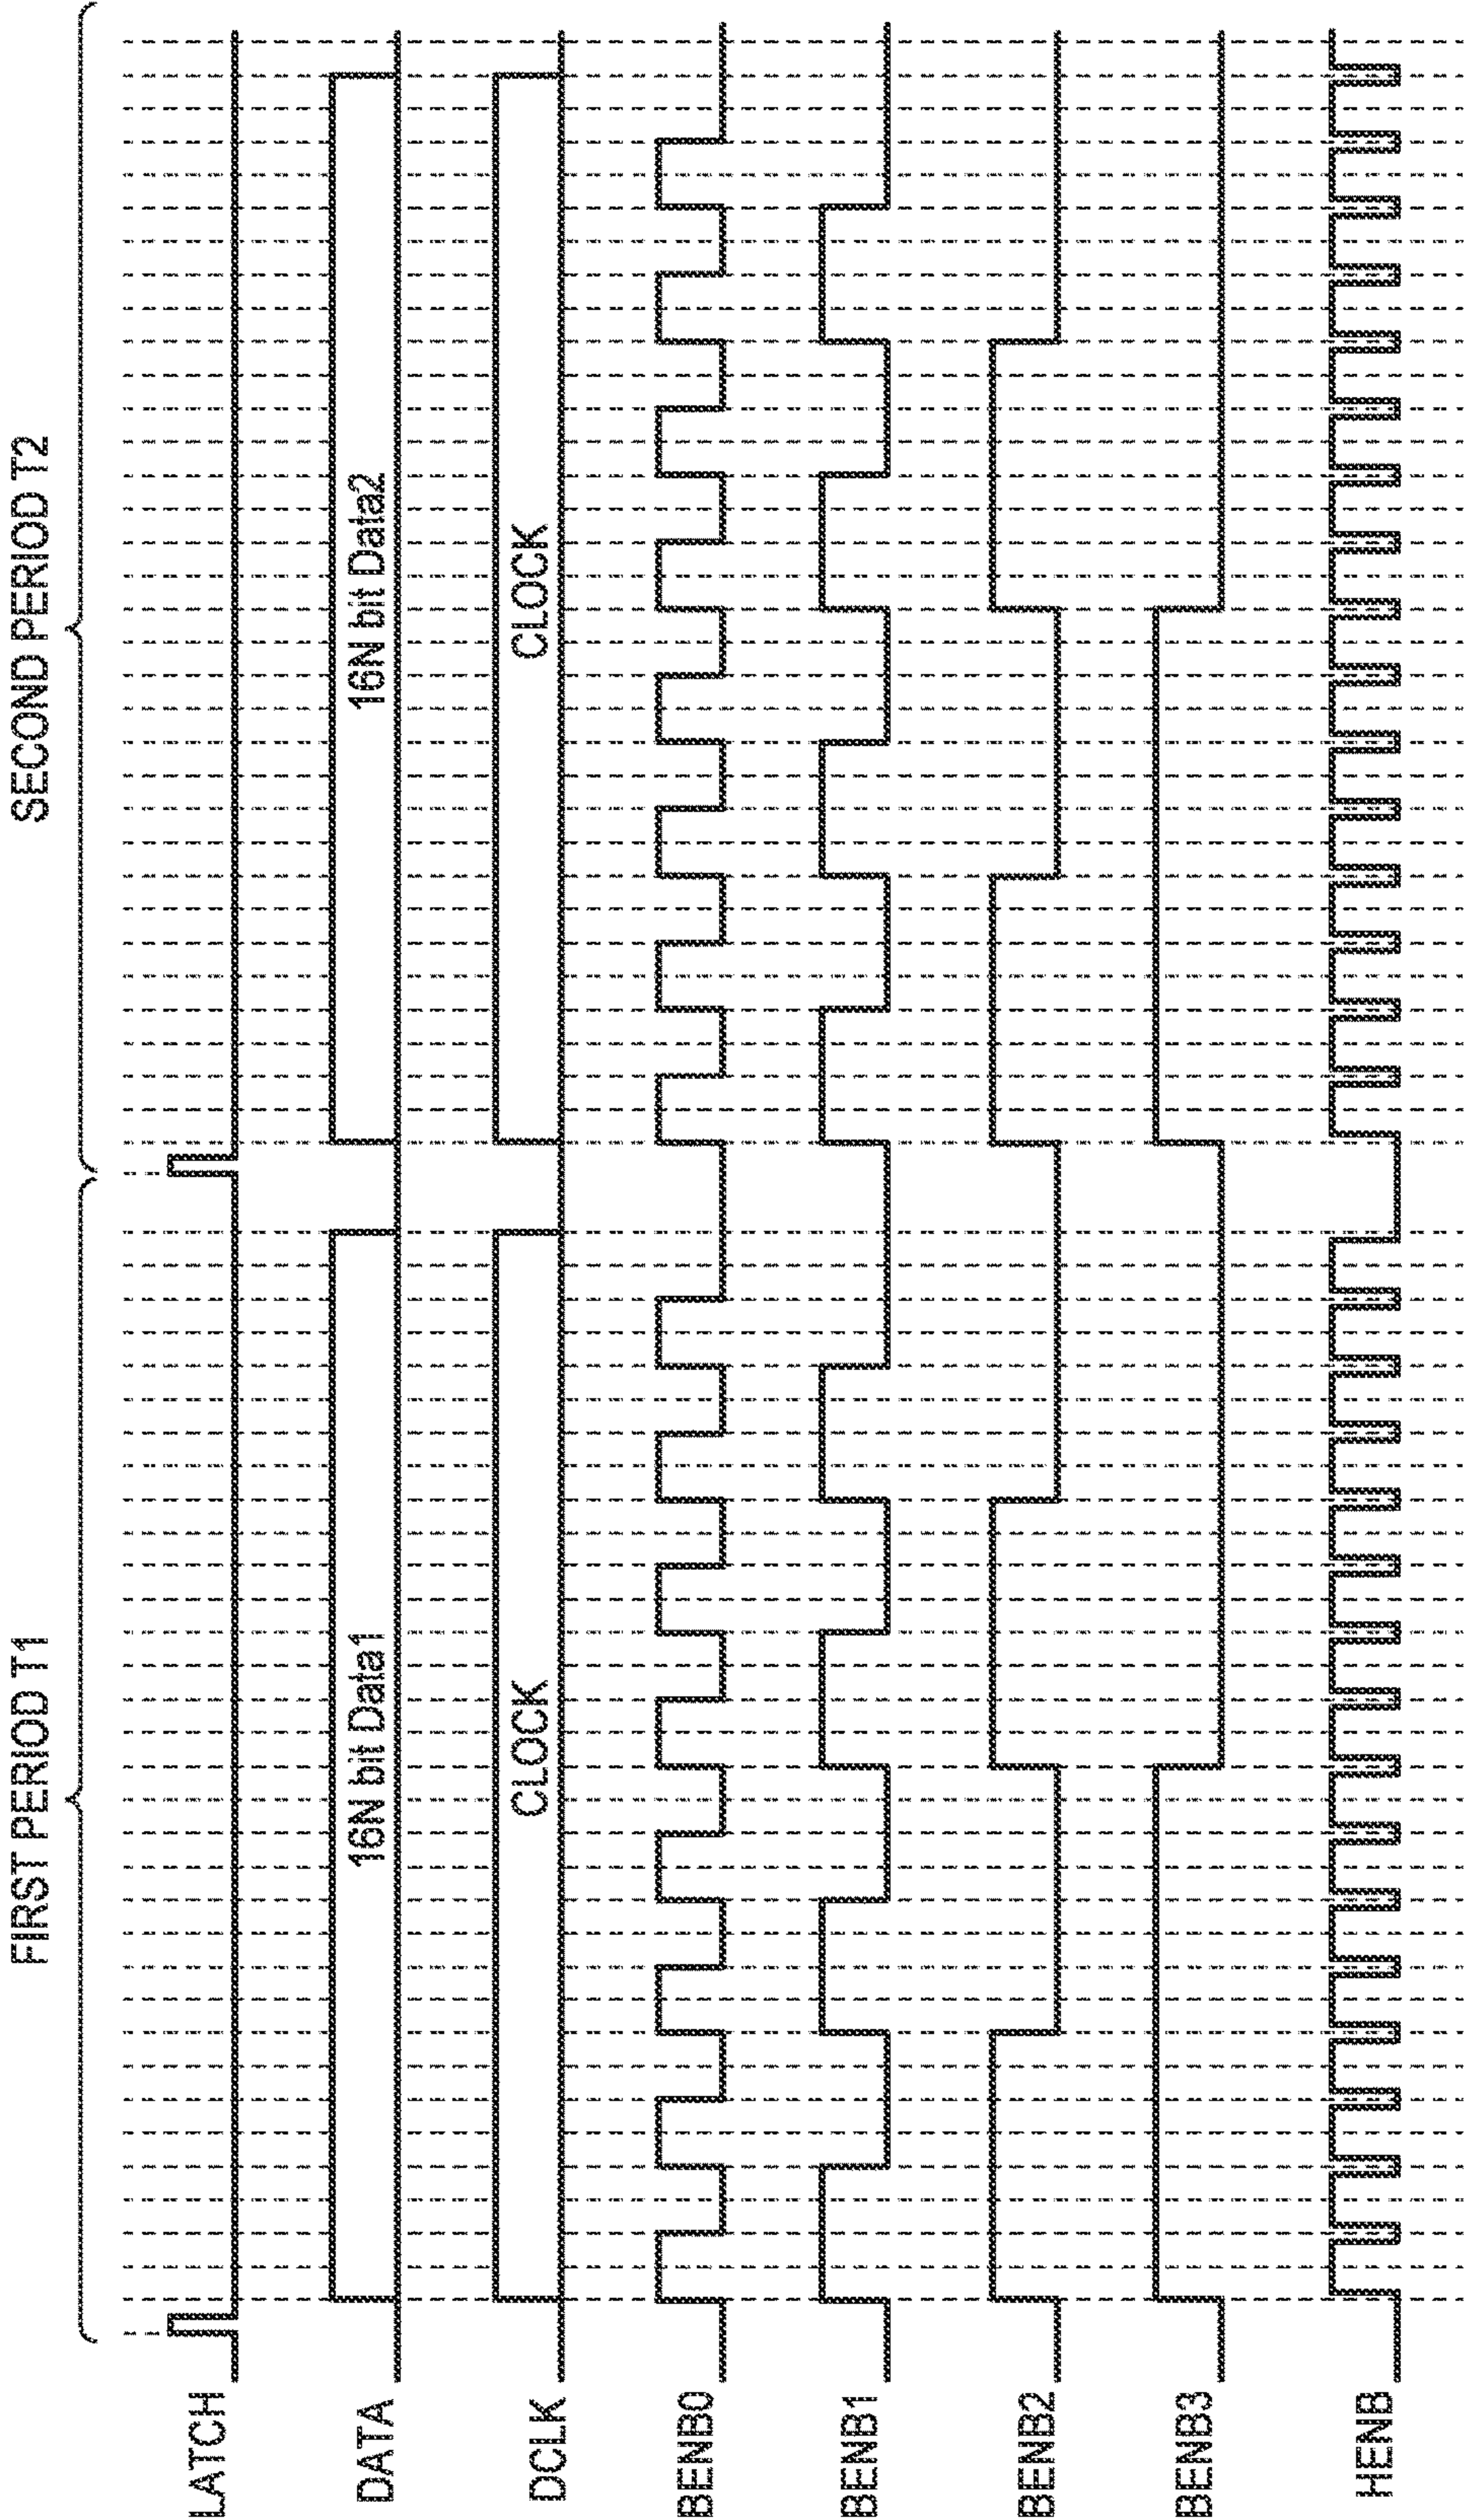 FIRST PERIOD T1
SECOND PERIOD T2
LATCH
DATA
16N bit Data1
16N bit Data2
DCLK
CLOCK
CLOCK
BENB0
BENB1
BENB2
BENB3
HENB